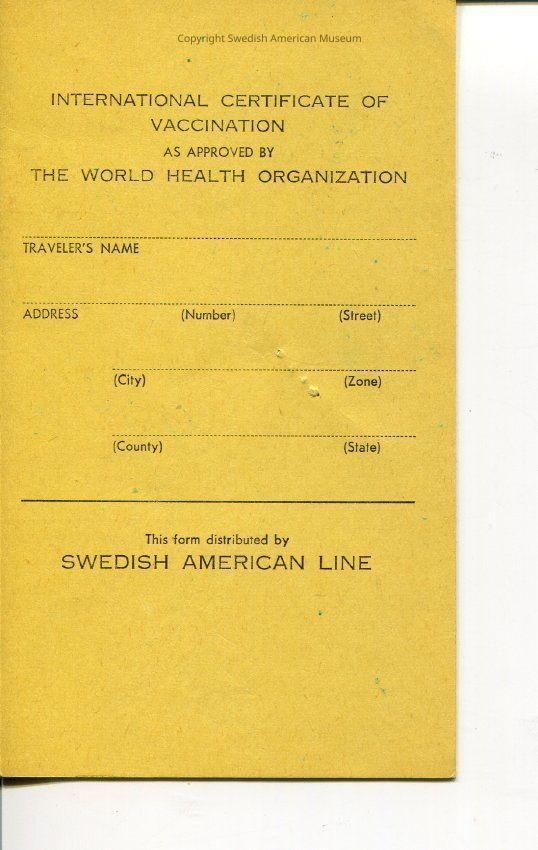 Copyright Swedish American Museum
INTERNATIONAL CERTIFICATE OF
VACCINATION
AS APPROVED BY
THE WORLD HEALTH ORGANIZATION
TRAVELER'S NAME
ADDRESS (Number) (Street)
(City) (Zone)
(County) (State)
This form distributed by
SWEDISH AMERICAN LINE